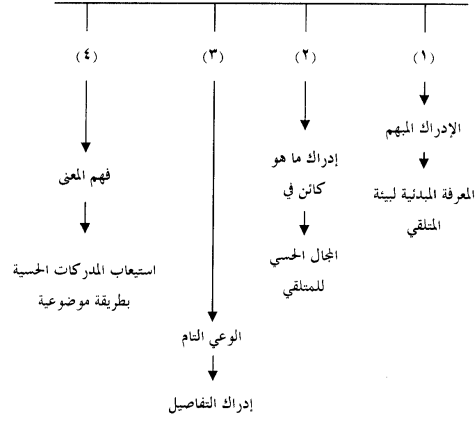 (١)
الإدراك المبهم
المعرفة المبدئية لبيئة
المتلقي
(٢)
إدراك ما هو
كائن في
المجال الحسي
للمتلقي
(٣)
الوعي التام
إدراك التفاصيل
(٤)
فهم المعنى
استيعاب المدركات الحسية
بطريقة موضوعية